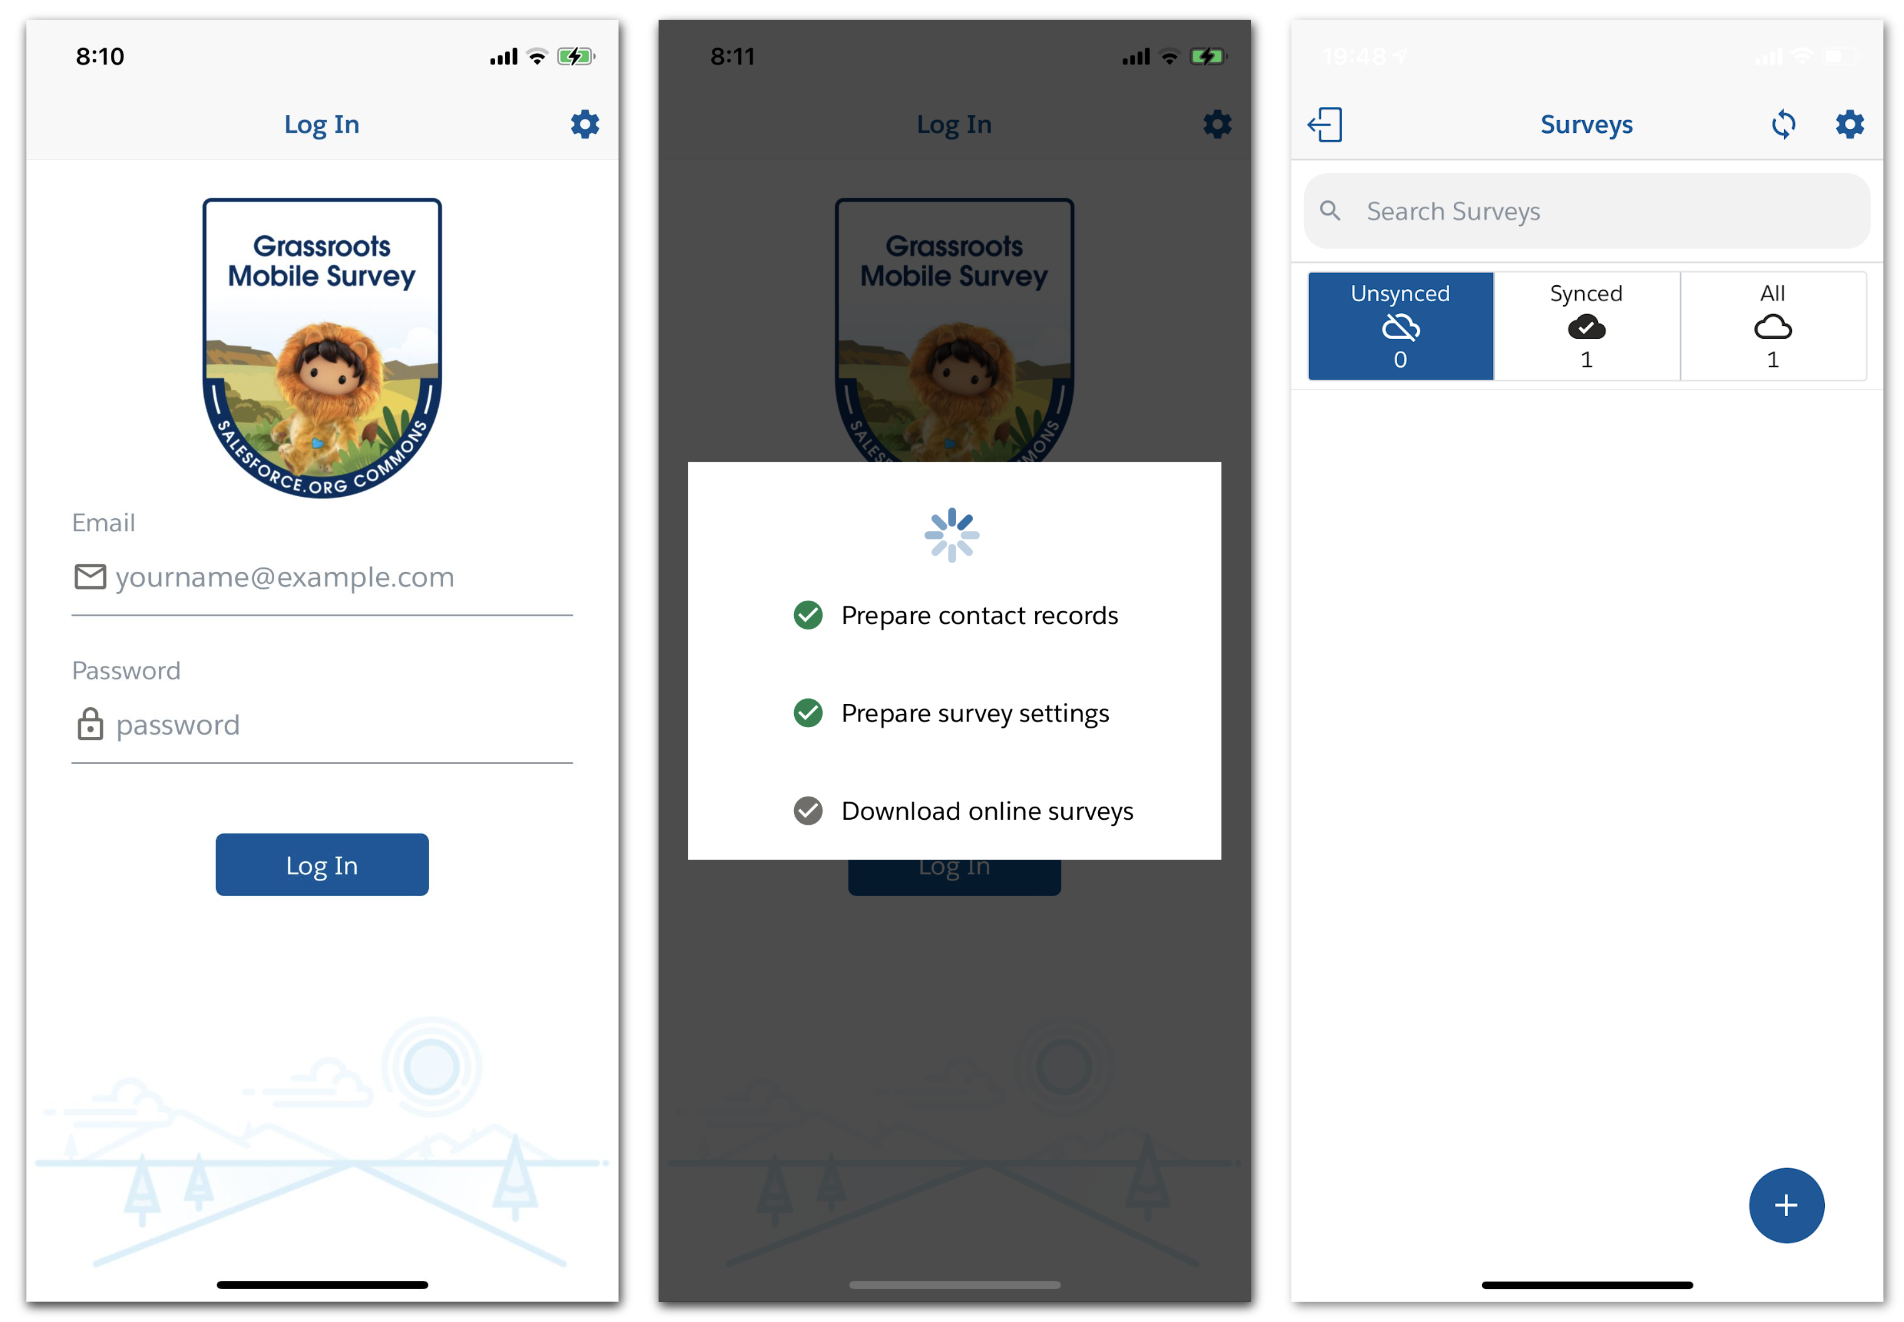 8:10
Log In
Grassroots
Mobile Survey
SALESFORCE.ORG COMMONS
Email
yourname@example.com
Password
password
Log In
8:11
Log In
Grassroots
Mobile Survey
Prepare contact records
Prepare survey settings
Download online surveys
Log In
19:48
Surveys
Search Surveys
Unsynced
0
Synced
1
All
1